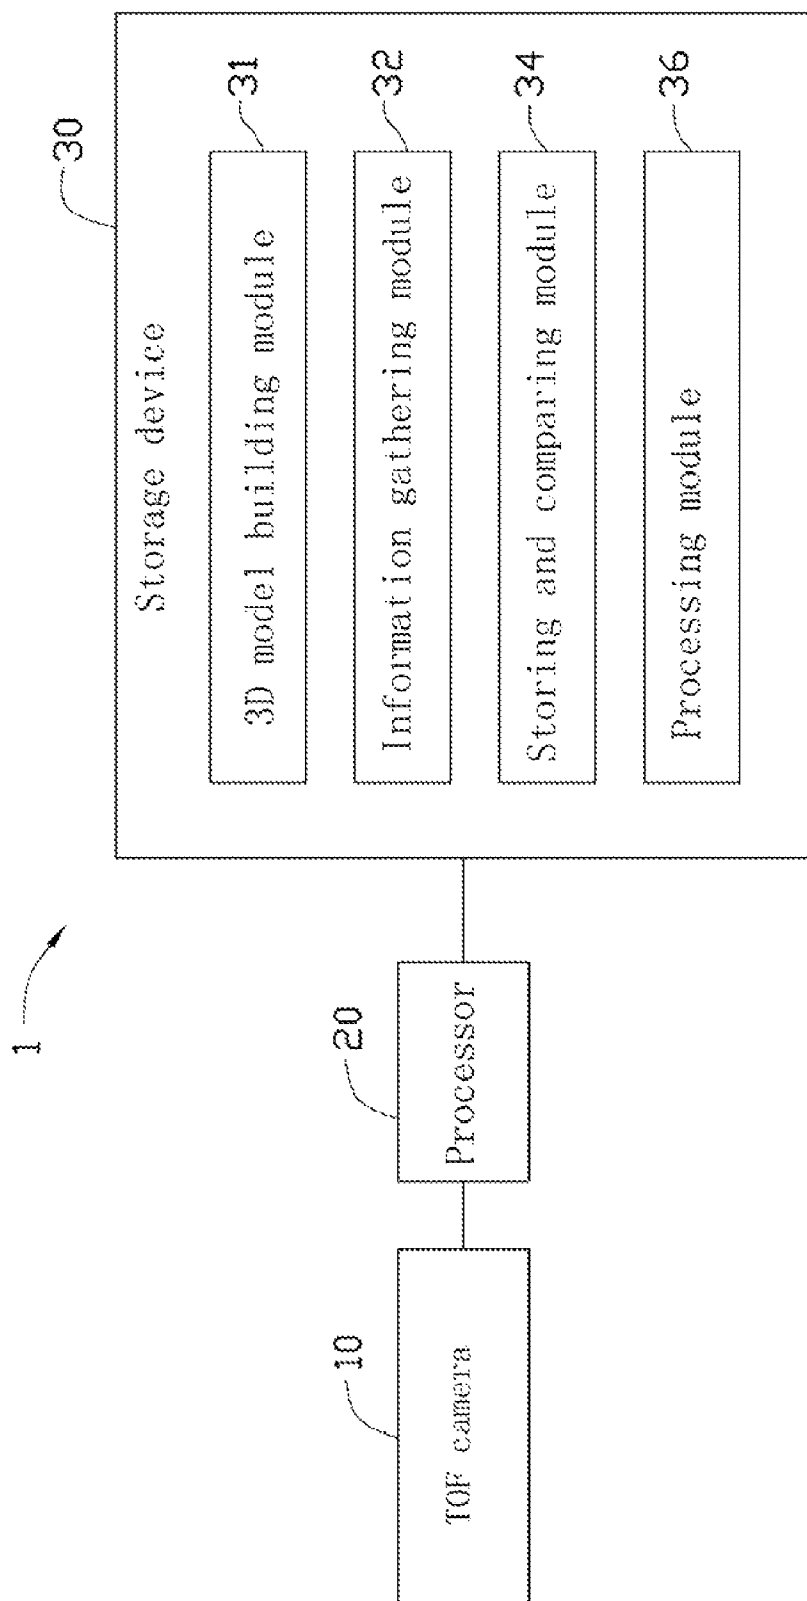 1
30
Storage device
3D model building module
31
Information gathering module
32
Storing and comparing module
34
Processing module
36
20
Processor
10
TOF camera